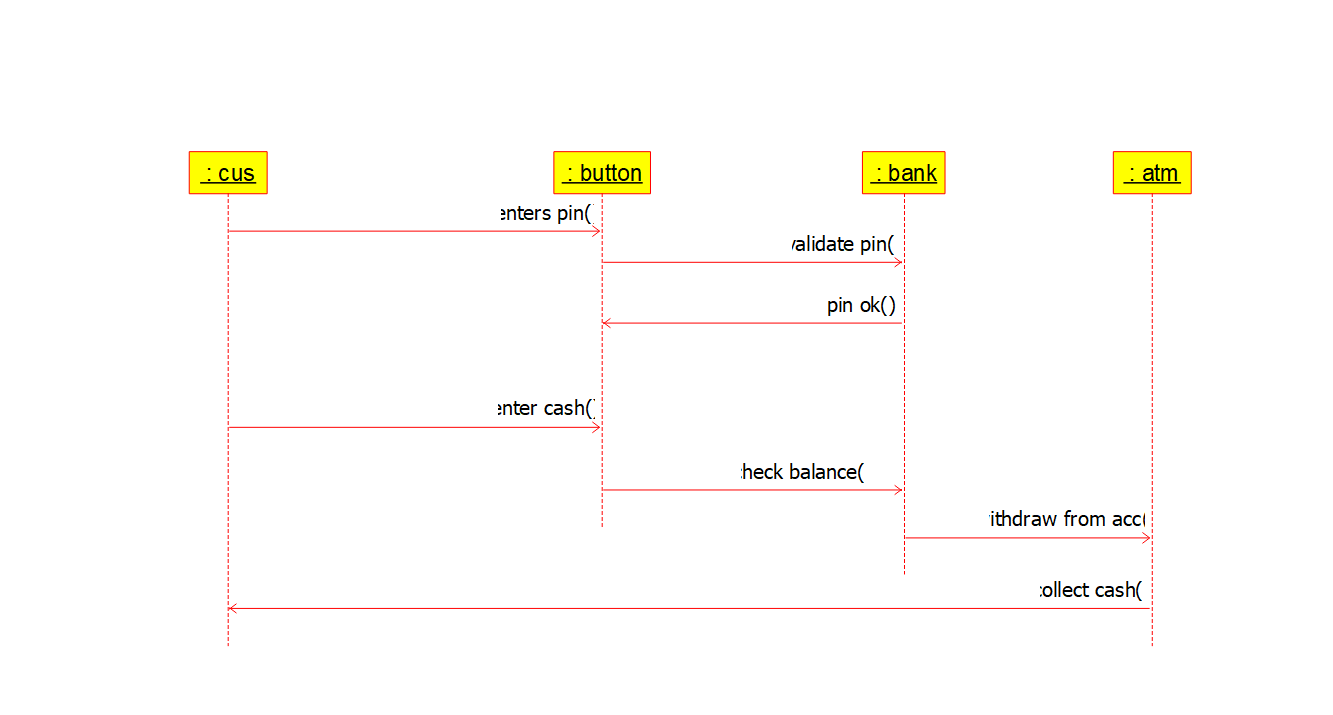 : cus
: button
: bank
: atm
enters pin(
validate pin(
pin ok()
enter cash()
check balance(
withdraw from acc(
collect cash(